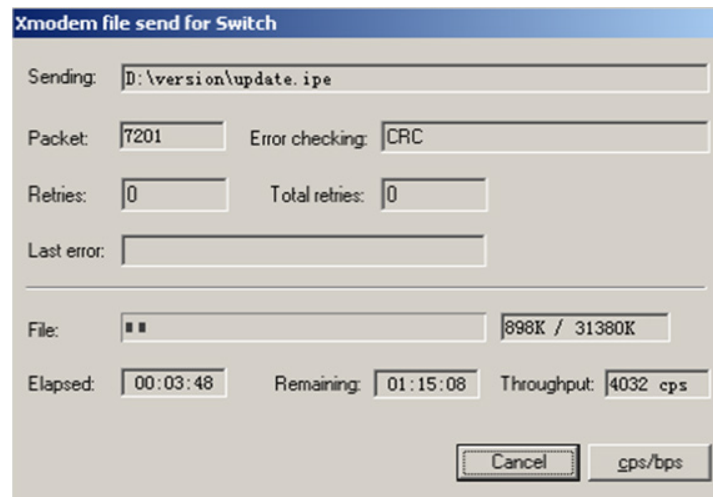 Xmodem file send for Switch
Sending: D:\version\update.ipe
Packet: 7201 Error checking: CRC
Retries: 0 Total retries: 0
Last error:
File: 898K / 31380K
Elapsed: 00:03:48 Remaining: 01:15:08 Throughput: 4032 cps
Cancel cps/bps